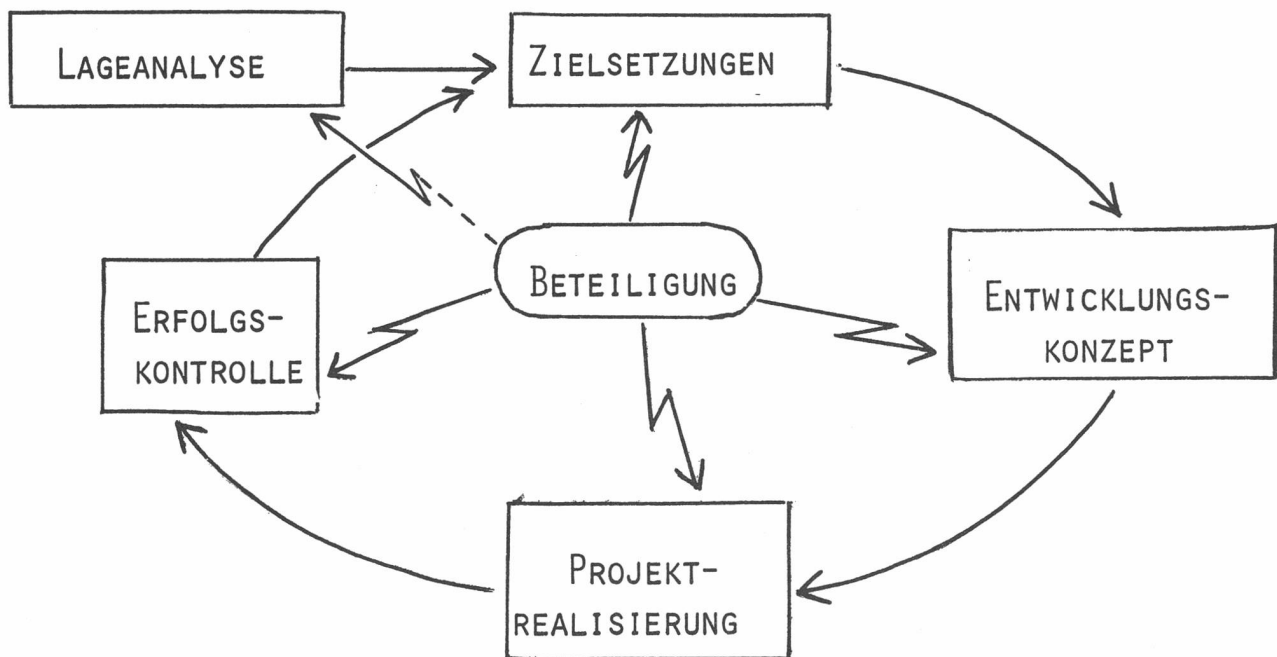 LAGEANALYSE
ZIELSETZUNGEN
BETEILIGUNG
ERFOLGS-
KONTROLLE
ENTWICKLUNGS-
KONZEPT
PROJEKT-
REALISIERUNG